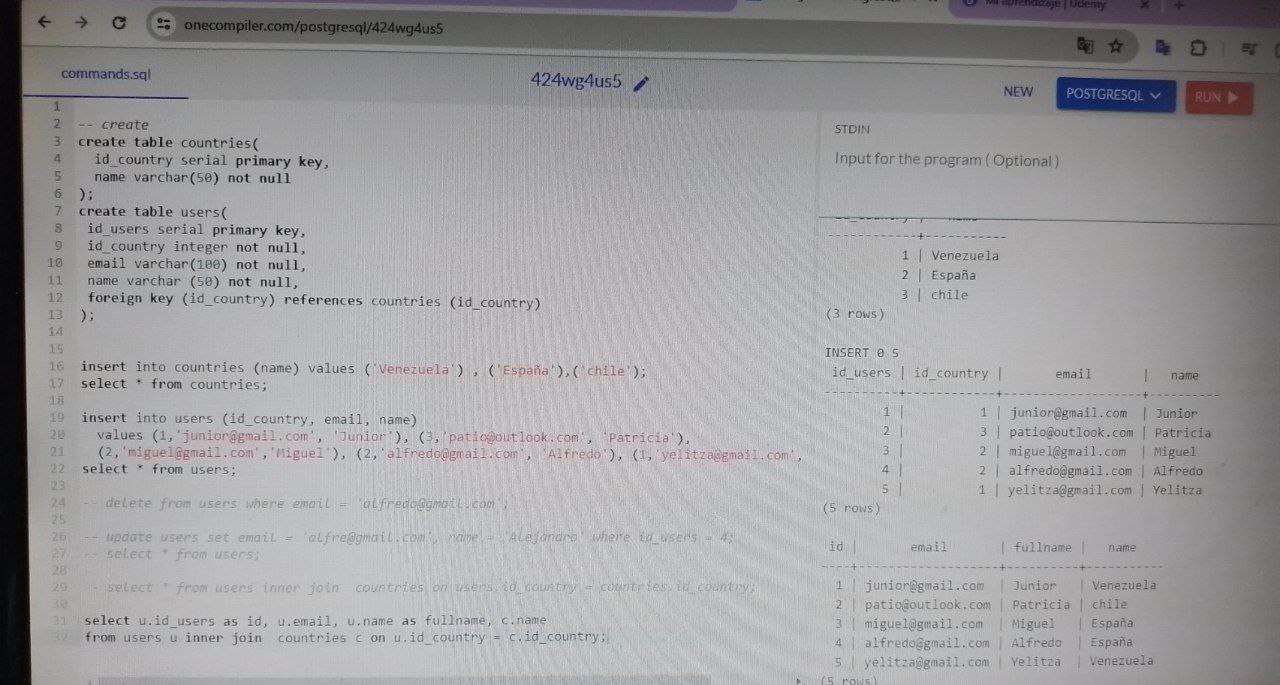 Mi aprendizaje | Udemy
onecompiler.com/postgresql/424wg4us5
commands.sql
424wg4us5
NEW
POSTGRESQL
RUN
1
2 -- create
3 create table countries(
4 id_country serial primary key,
5 name varchar(50) not null
6 );
7 create table users(
8 id_users serial primary key,
9 id_country integer not null,
10 email varchar(100) not null,
11 name varchar (50) not null,
12 foreign key (id_country) references countries (id_country)
13 );
14
15
16 insert into countries (name) values ('Venezuela') , ('España'),('chile');
17 select * from countries;
18
19 insert into users (id_country, email, name)
20 values (1,'junior@gmail.com', 'Junior'), (3,'patio@outlook.com', 'Patricia'),
21 (2,'miguel@gmail.com','Miguel'), (2,'alfredo@gmail.com', 'Alfredo'), (1,'yelitza@gmail.com',
22 select * from users;
23
24 -- delete from users where email = 'alfredo@gmail.com';
25
26 -- update users set email = 'alfre@gmail.com', name = 'Alejandro' where id_users = 4;
27 -- select * from users;
28
29 -- select * from users inner join countries on users.id_country = countries.id_country;
30
31 select u.id_users as id, u.email, u.name as fullname, c.name
32 from users u inner join countries c on u.id_country = c.id_country;
STDIN
Input for the program ( Optional )
------------+-----------
1 | Venezuela
2 | España
3 | chile
(3 rows)
INSERT 0 5
id_users | id_country | email | name
----------+------------+-------------------+----------
1 | 1 | junior@gmail.com | Junior
2 | 3 | patio@outlook.com | Patricia
3 | 2 | miguel@gmail.com | Miguel
4 | 2 | alfredo@gmail.com | Alfredo
5 | 1 | yelitza@gmail.com | Yelitza
(5 rows)
id | email | fullname | name
----+-------------------+----------+-----------
1 | junior@gmail.com | Junior | Venezuela
2 | patio@outlook.com | Patricia | chile
3 | miguel@gmail.com | Miguel | España
4 | alfredo@gmail.com | Alfredo | España
5 | yelitza@gmail.com | Yelitza | Venezuela
(5 rows)